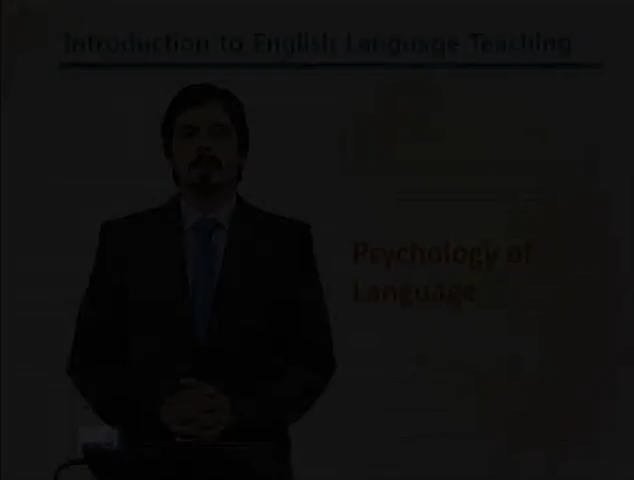 Introduction to English Language Teaching
Psychology of
Language